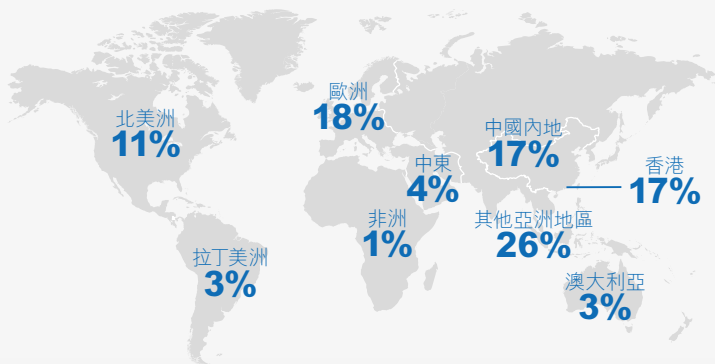 北美洲
11%
歐洲
18%
中國內地
17%
香港
17%
中東
4%
非洲
1%
其他亞洲地區
26%
拉丁美洲
3%
澳大利亞
3%